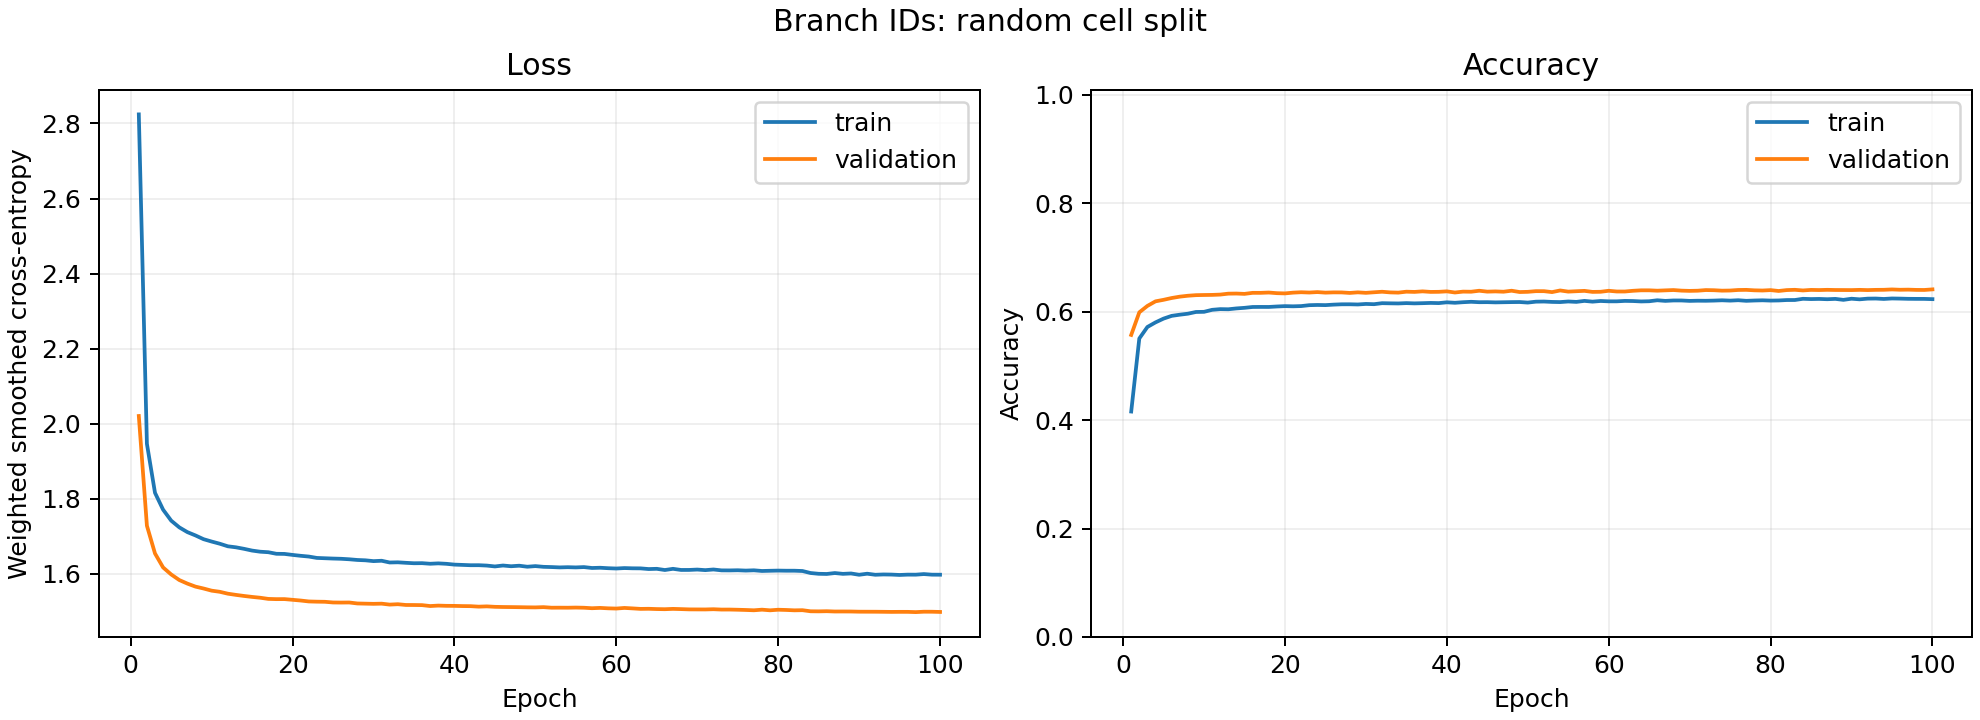 Branch IDs: random cell split
Loss
Weighted smoothed cross-entropy
2.8
2.6
2.4
2.2
2.0
1.8
1.6
train
validation
0
20
40
60
80
100
Epoch
Accuracy
Accuracy
1.0
0.8
0.6
0.4
0.2
0.0
train
validation
0
20
40
60
80
100
Epoch